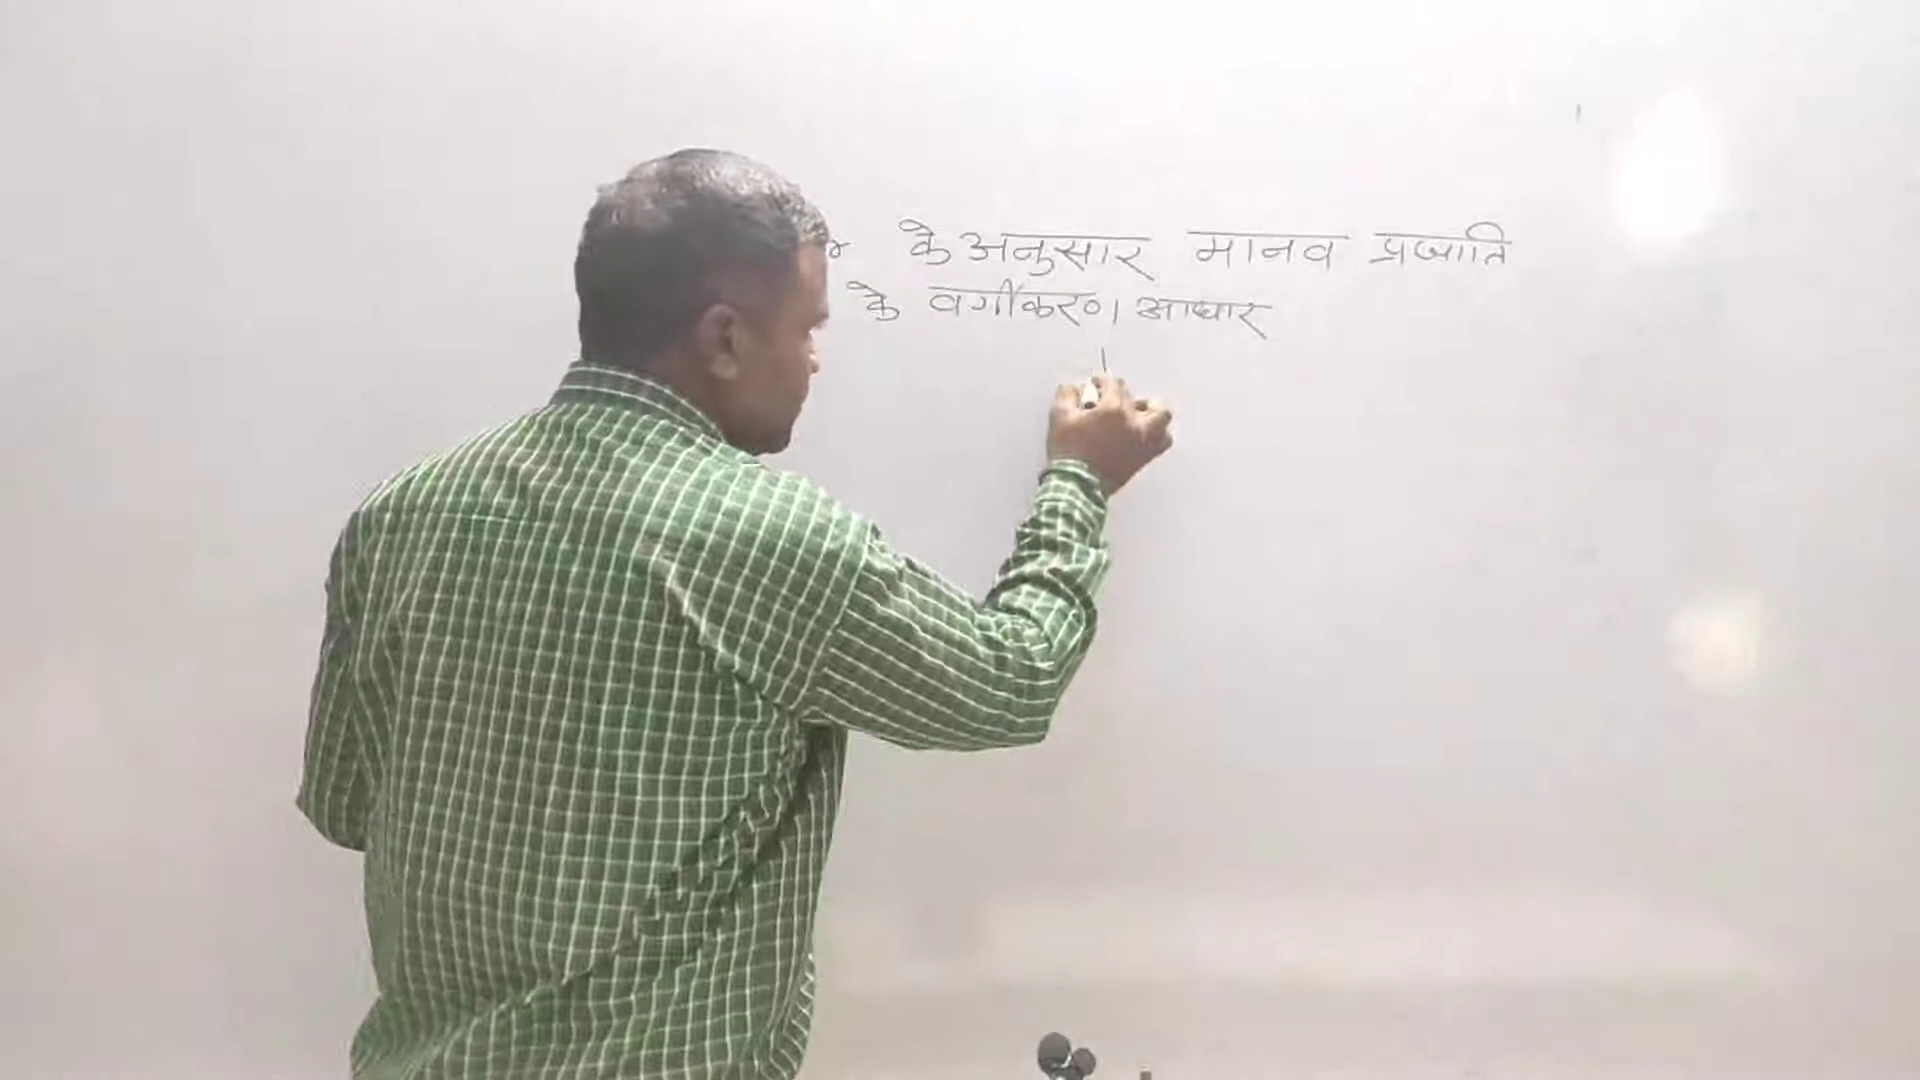 के अनुसार मानव प्रजाति
के वर्गीकरण आधार